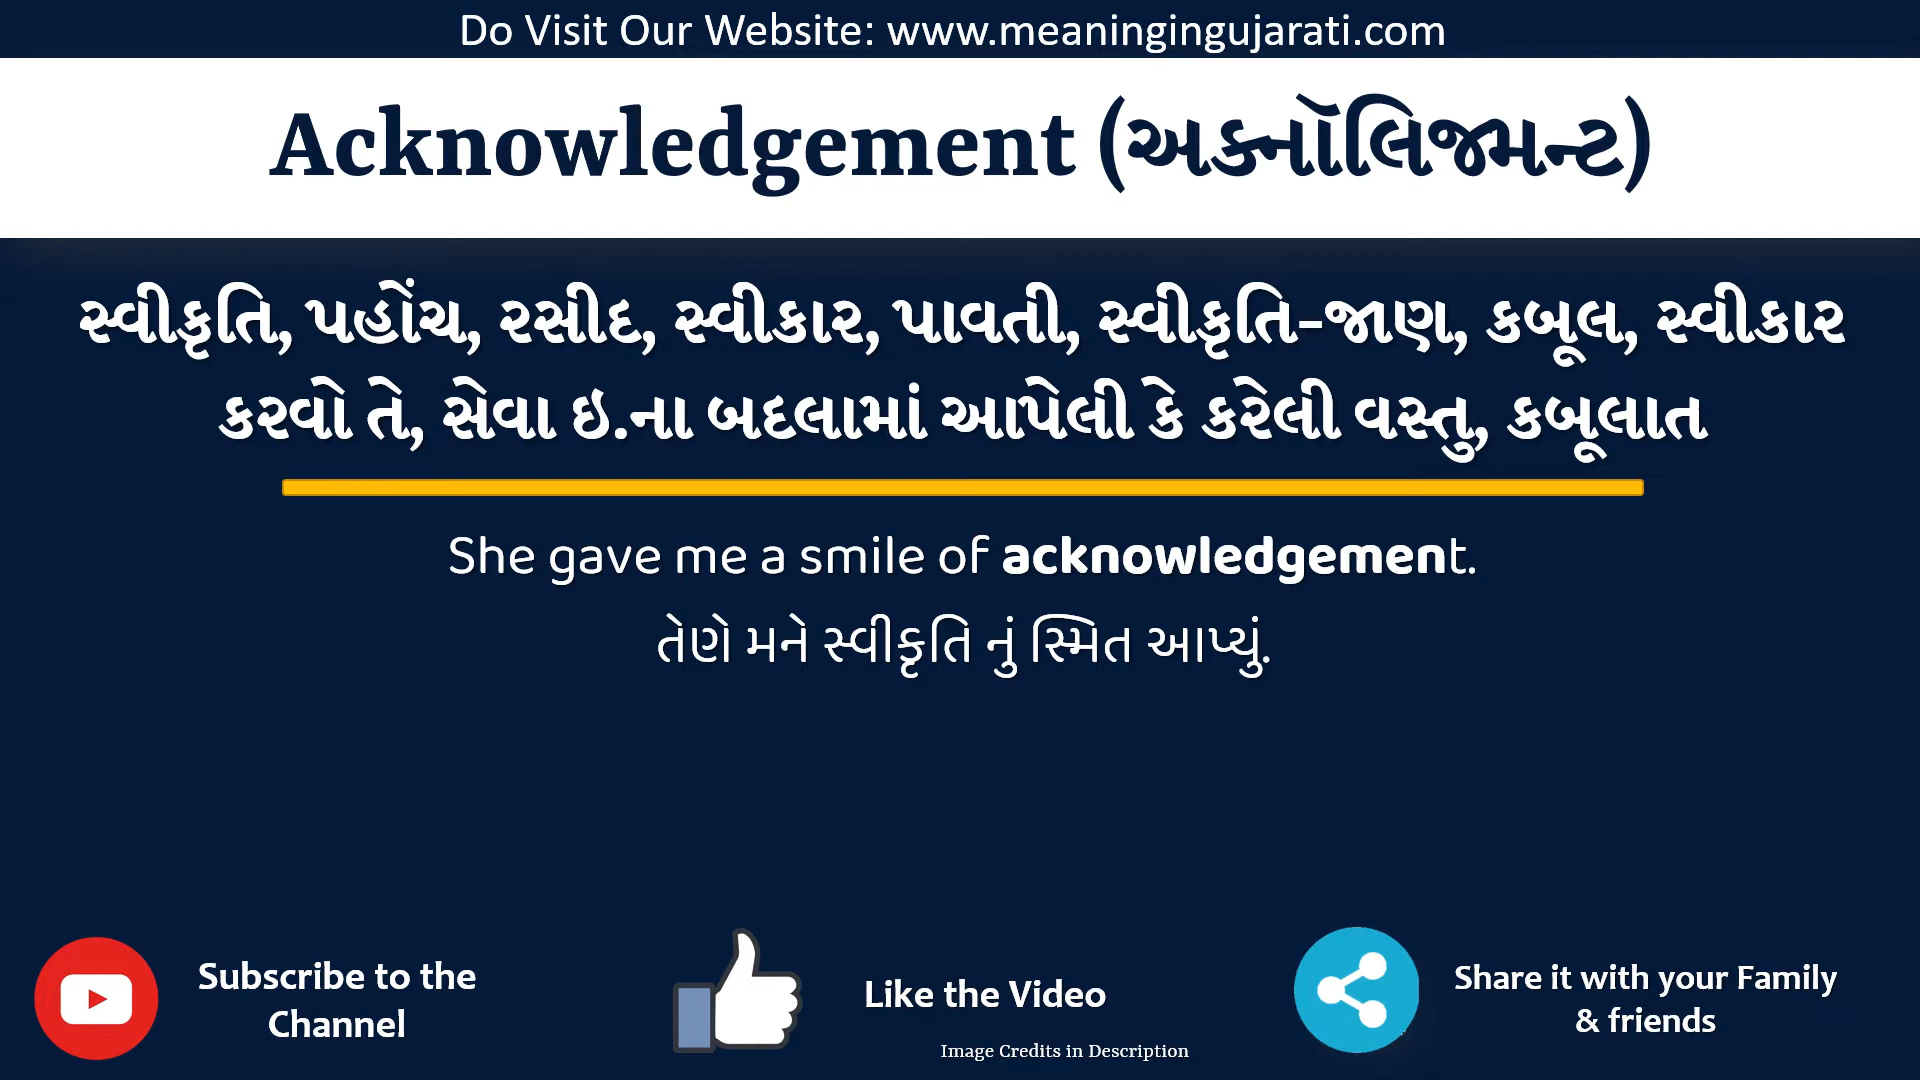 Do Visit Our Website: www.meaningingujarati.com
Acknowledgement (અક્નૉલિજમન્ટ)
સ્વીકૃતિ, પહોંચ, રસીદ, સ્વીકાર, પાવતી, સ્વીકૃતિ-જાણ, કબૂલ, સ્વીકાર
કરવો તે, સેવા ઇ.ના બદલામાં આપેલી કે કરેલી વસ્તુ, કબૂલાત
She gave me a smile of acknowledgement.
તેણે મને સ્વીકૃતિ નું સ્મિત આપ્યું.
Subscribe to the
Channel
Like the Video
Share it with your Family
& friends
Image Credits in Description